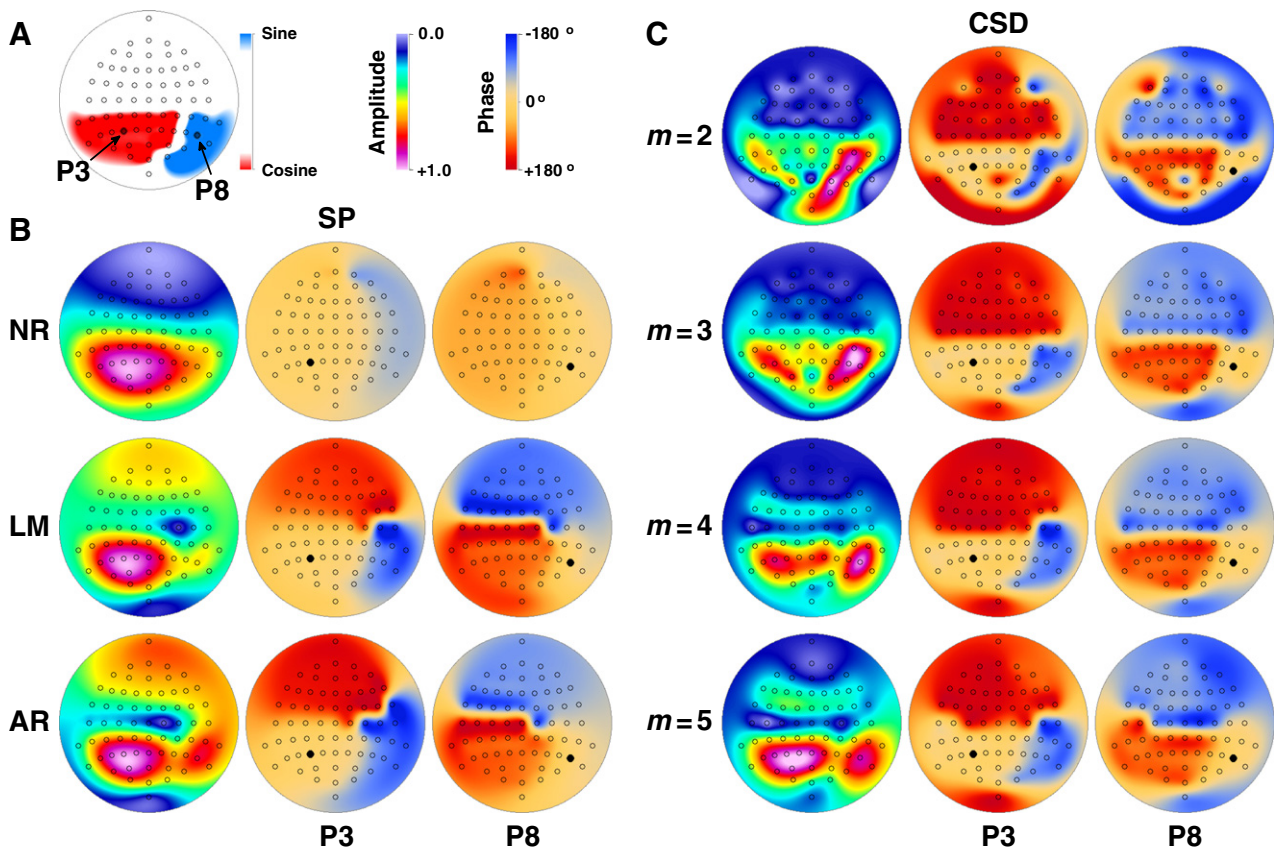 A
Sine
Cosine
P3
P8
Amplitude
0.0
+1.0
Phase
-180 °
0 °
+180 °
B
SP
NR
LM
AR
P3
P8
C
CSD
m=2
m=3
m=4
m=5
P3
P8